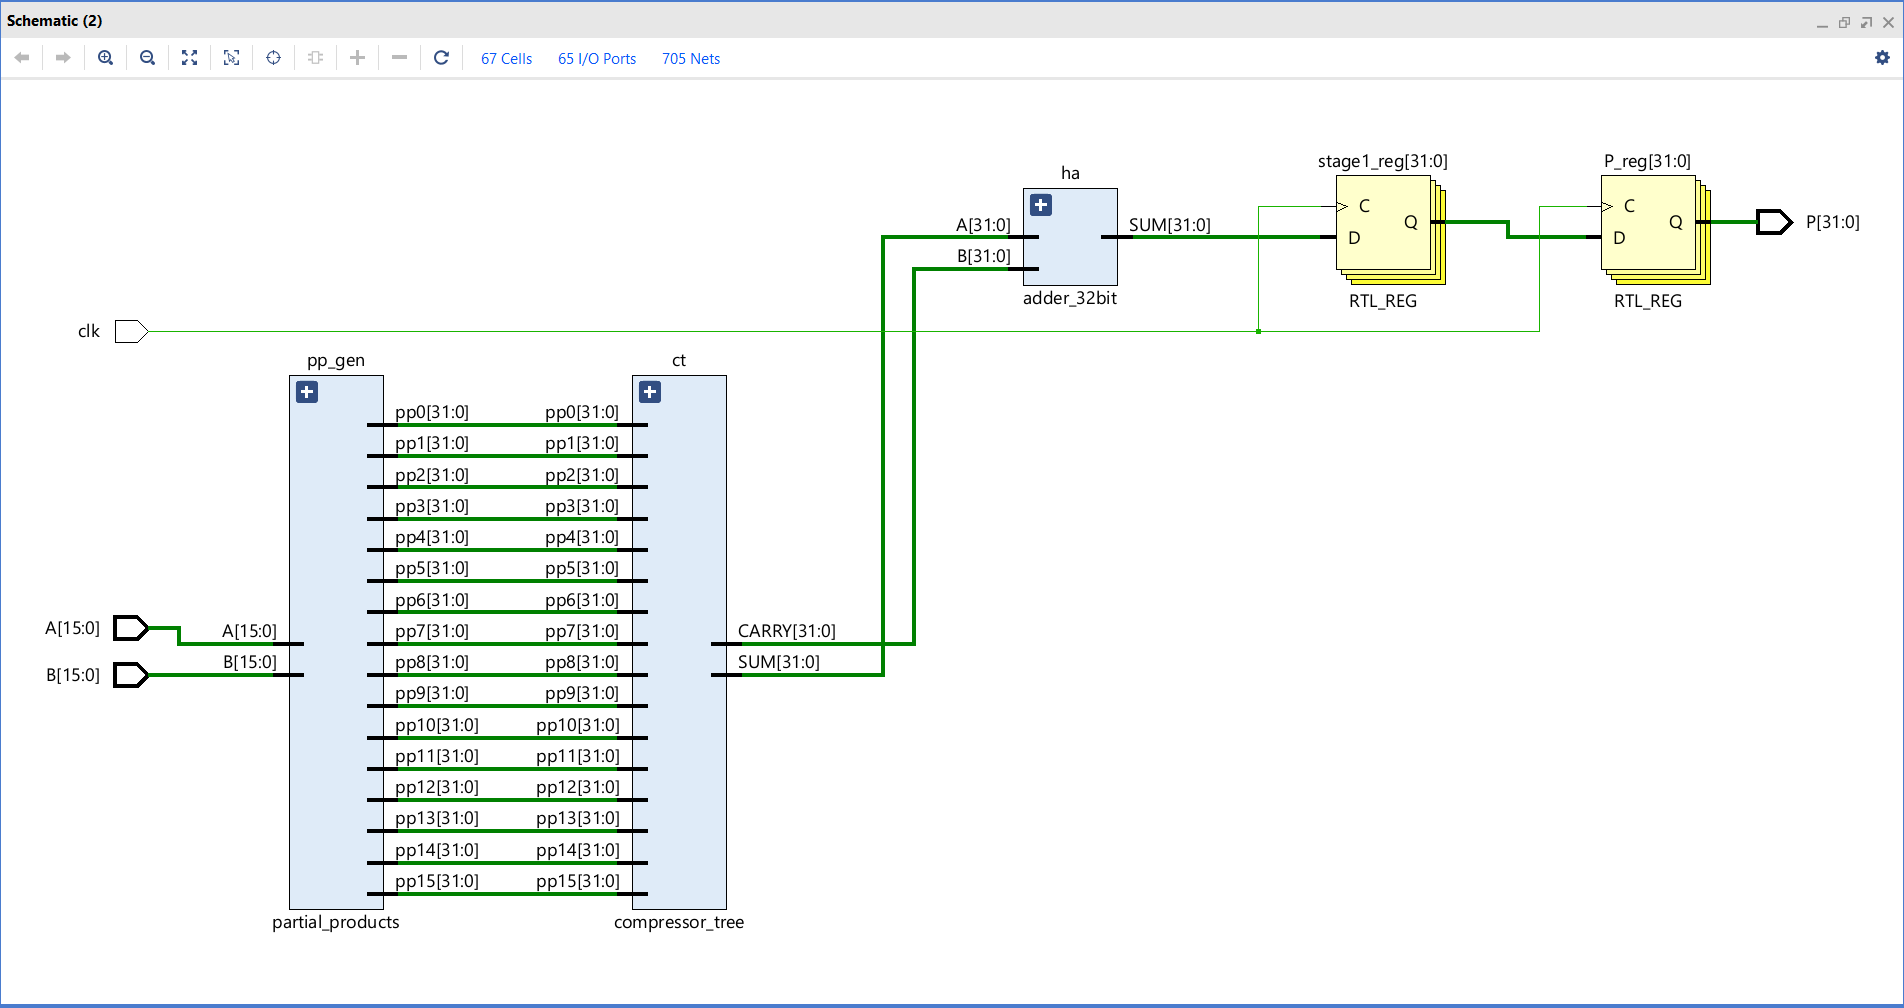 Schematic (2)
67 Cells 65 I/O Ports 705 Nets
stage1_reg[31:0] P_reg[31:0]
ha
C Q D
C Q D
P[31:0]
A[31:0] SUM[31:0]
B[31:0]
adder_32bit RTL_REG RTL_REG
clk
pp_gen ct
pp0[31:0] pp0[31:0]
pp1[31:0] pp1[31:0]
pp2[31:0] pp2[31:0]
pp3[31:0] pp3[31:0]
pp4[31:0] pp4[31:0]
pp5[31:0] pp5[31:0]
pp6[31:0] pp6[31:0]
A[15:0] A[15:0] pp7[31:0] pp7[31:0] CARRY[31:0]
B[15:0] B[15:0] pp8[31:0] pp8[31:0] SUM[31:0]
pp9[31:0] pp9[31:0]
pp10[31:0] pp10[31:0]
pp11[31:0] pp11[31:0]
pp12[31:0] pp12[31:0]
pp13[31:0] pp13[31:0]
pp14[31:0] pp14[31:0]
pp15[31:0] pp15[31:0]
partial_products compressor_tree